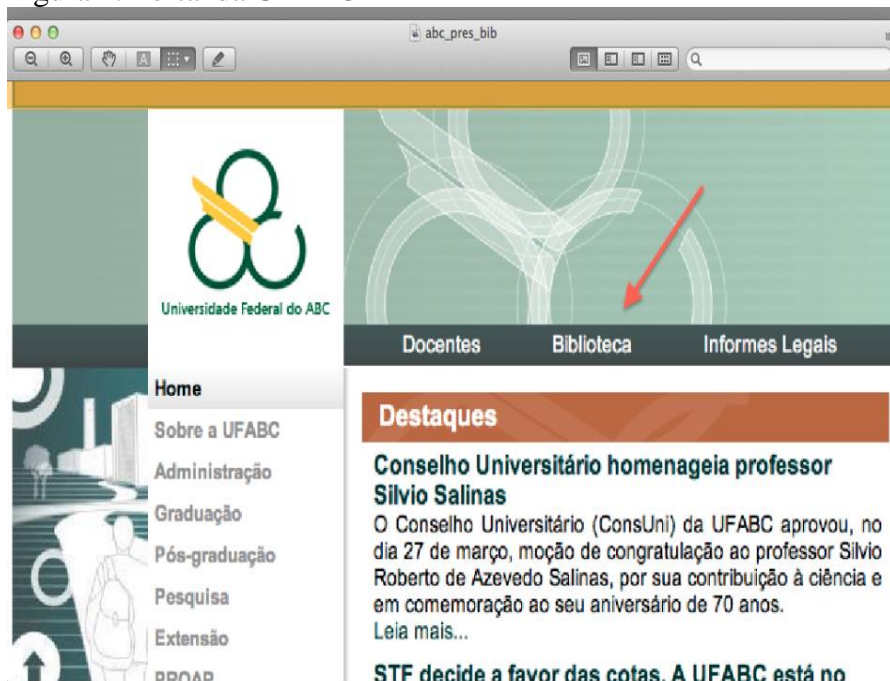 abc_pres_bib
Universidade Federal do ABC
Docentes Biblioteca Informes Legais
Home
Sobre a UFABC
Administração
Graduação
Pós-graduação
Pesquisa
Extensão
Destaques
Conselho Universitário homenageia professor
Silvio Salinas
O Conselho Universitário (ConsUni) da UFABC aprovou, no
dia 27 de março, moção de congratulação ao professor Silvio
Roberto de Azevedo Salinas, por sua contribuição à ciência e
em comemoração ao seu aniversário de 70 anos.
Leia mais...
STF decide a favor das cotas. A UFABC está no